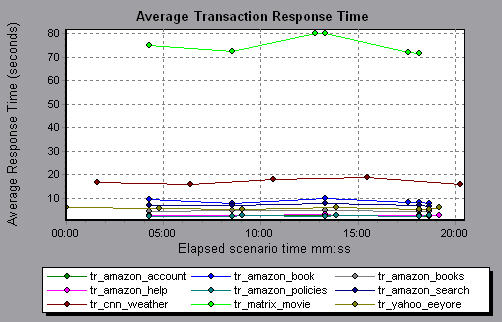 Average Transaction Response Time
Average Response Time (seconds)
80
70
60
50
40
30
20
10
00:00 05:00 10:00 15:00 20:00
Elapsed scenario time mm:ss
tr_amazon_account tr_amazon_book tr_amazon_books
tr_amazon_help tr_amazon_policies tr_amazon_search
tr_cnn_weather tr_matrix_movie tr_yahoo_eeyore